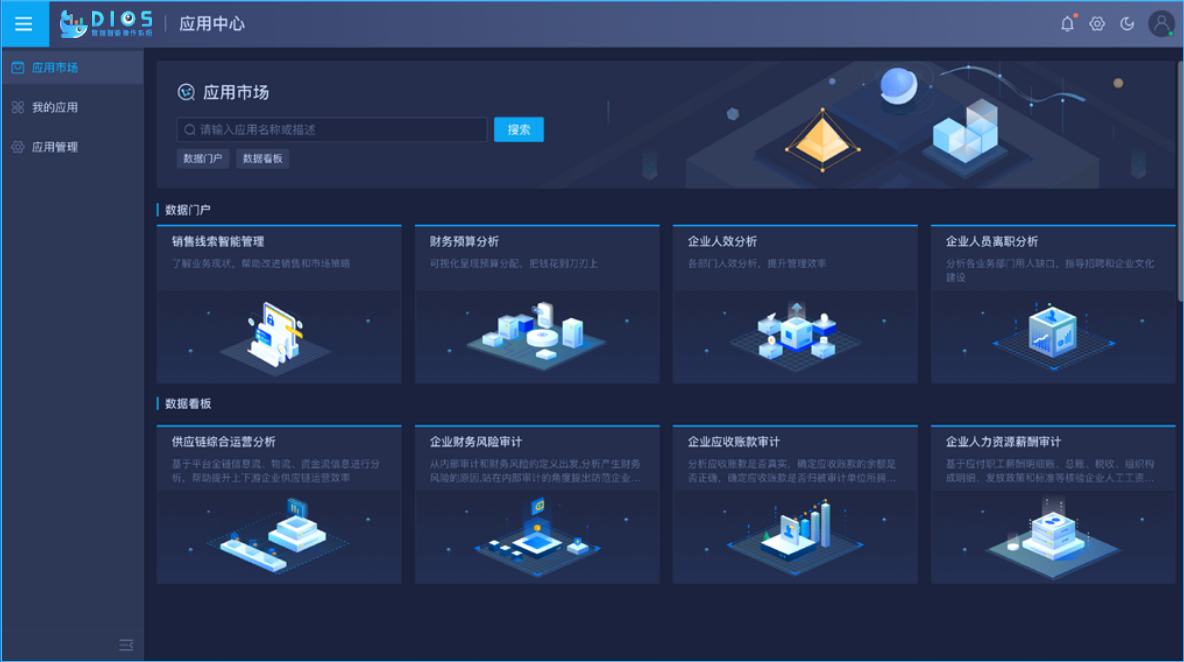 DIOS
数据智能操作系统
应用中心
应用市场
我的应用
应用管理
应用市场
请输入应用名称或描述
搜索
数据门户
数据看板
数据门户
销售线索智能管理
了解业务现状，帮助改进销售和市场策略
财务预算分析
可视化呈现预算分配，把钱花到刀刃上
企业人效分析
各部门人效分析，提升管理效率
企业人员离职分析
分析各业务部门用人缺口，指导招聘和企业文化
建设
数据看板
供应链综合运营分析
基于平台全链信息流、物流、资金流信息进行分
析，帮助提升上下游企业供应链运营效率
企业财务风险审计
从内部审计和财务风险的定义出发,分析产生财务
风险的原因,站在内部审计的角度提出防范企业...
企业应收账款审计
分析应收账款是否真实，确定应收账款的余额是
否正确，确定应收账款是否归被审计单位所拥...
企业人力资源薪酬审计
基于应付职工薪酬明细账、总账、税收、组织构
成明细、发放政策和标准等核验企业人工工资...